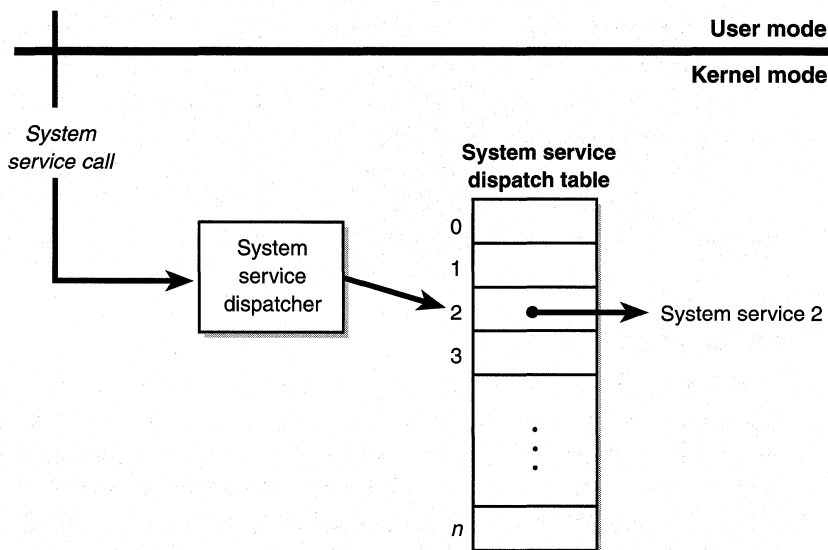 User mode
Kernel mode
System
service call
System service
dispatch table
System
service
dispatcher
0
1
2
3
n
System service 2